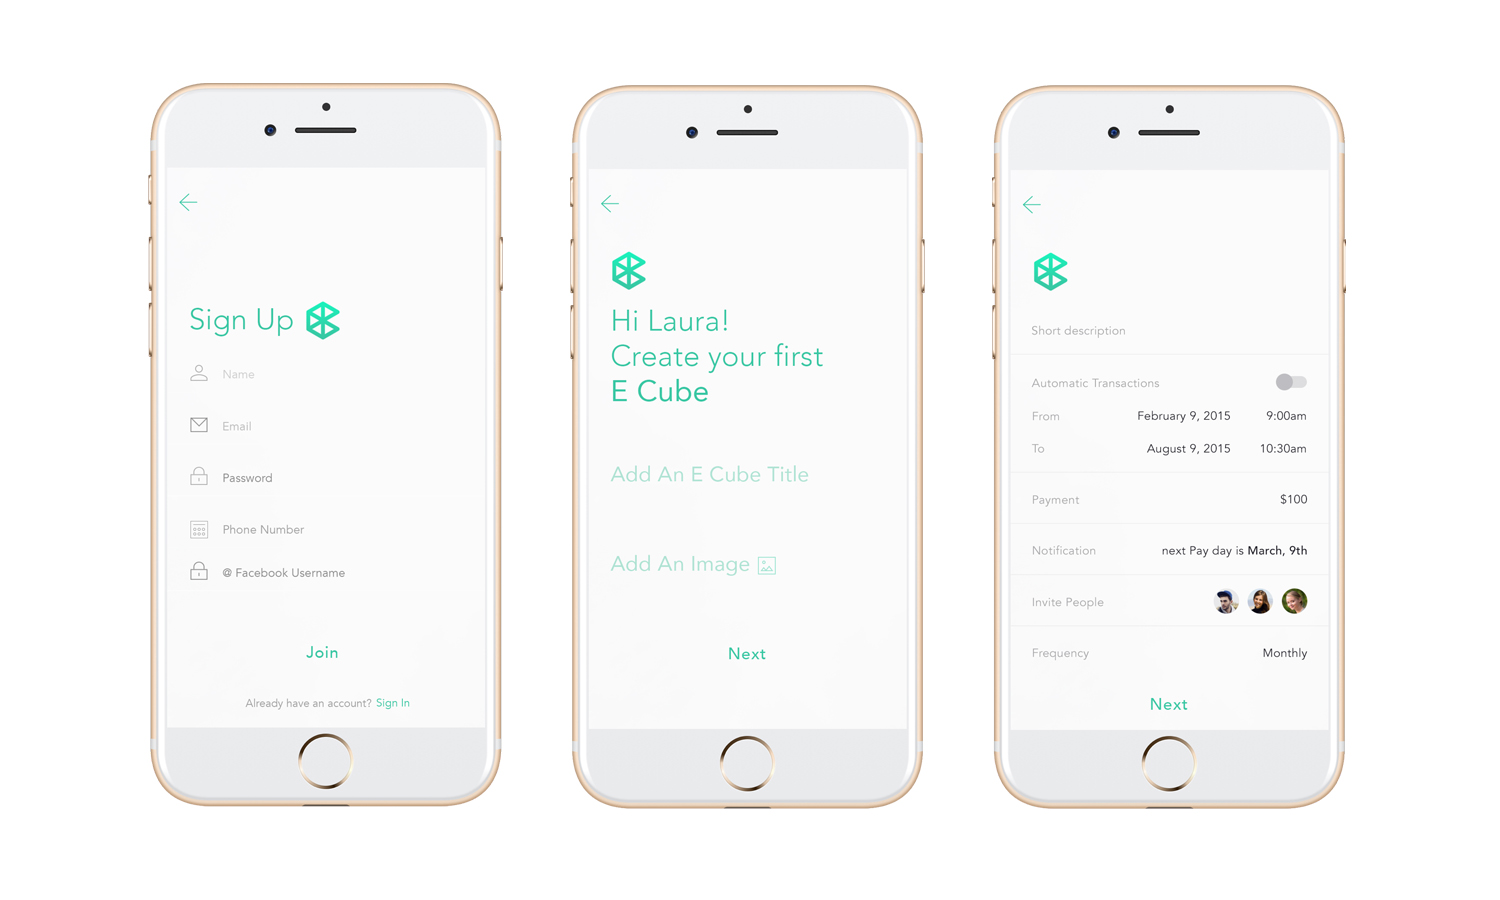 Sign Up
Name
Email
Password
Phone Number
@ Facebook Username
Join
Already have an account? Sign In
Hi Laura!
Create your first
E Cube
Add An E Cube Title
Add An Image
Next
Short description
Automatic Transactions
From February 9, 2015 9:00am
To August 9, 2015 10:30am
Payment $100
Notification next Pay day is March, 9th
Invite People
Frequency Monthly
Next